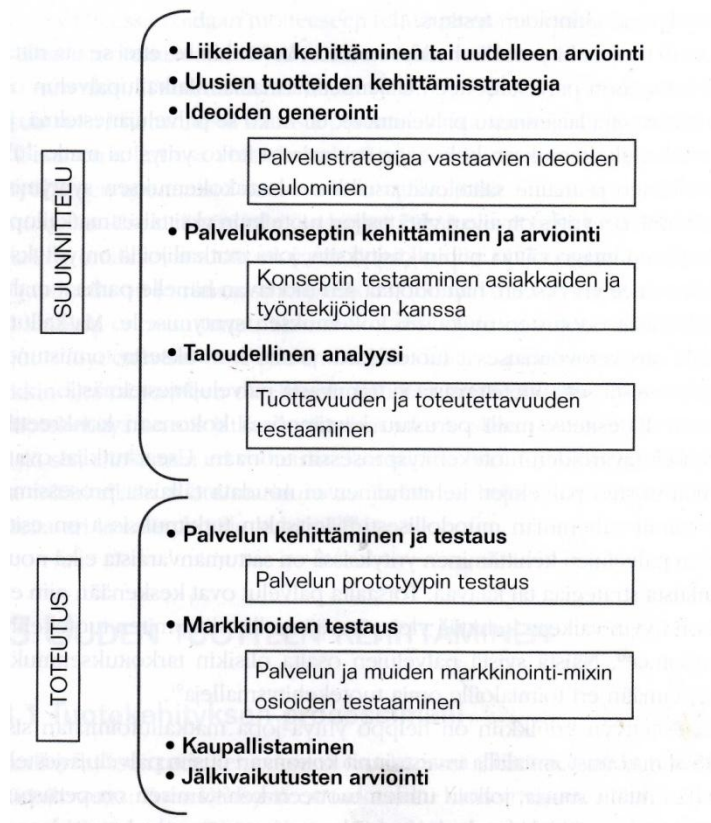 SUUNNITTELU
• Liikeidean kehittäminen tai uudelleen arviointi
• Uusien tuotteiden kehittämisstrategia
• Ideoiden generointi
Palvelustrategiaa vastaavien ideoiden
seulominen
• Palvelukonseptin kehittäminen ja arviointi
Konseptin testaaminen asiakkaiden ja
työntekijöiden kanssa
• Taloudellinen analyysi
Tuottavuuden ja toteutettavuuden
testaaminen
TOTEUTUS
• Palvelun kehittäminen ja testaus
Palvelun prototyypin testaus
• Markkinoiden testaus
Palvelun ja muiden markkinointi-mixin
osioiden testaaminen
• Kaupallistaminen
• Jälkivaikutusten arviointi